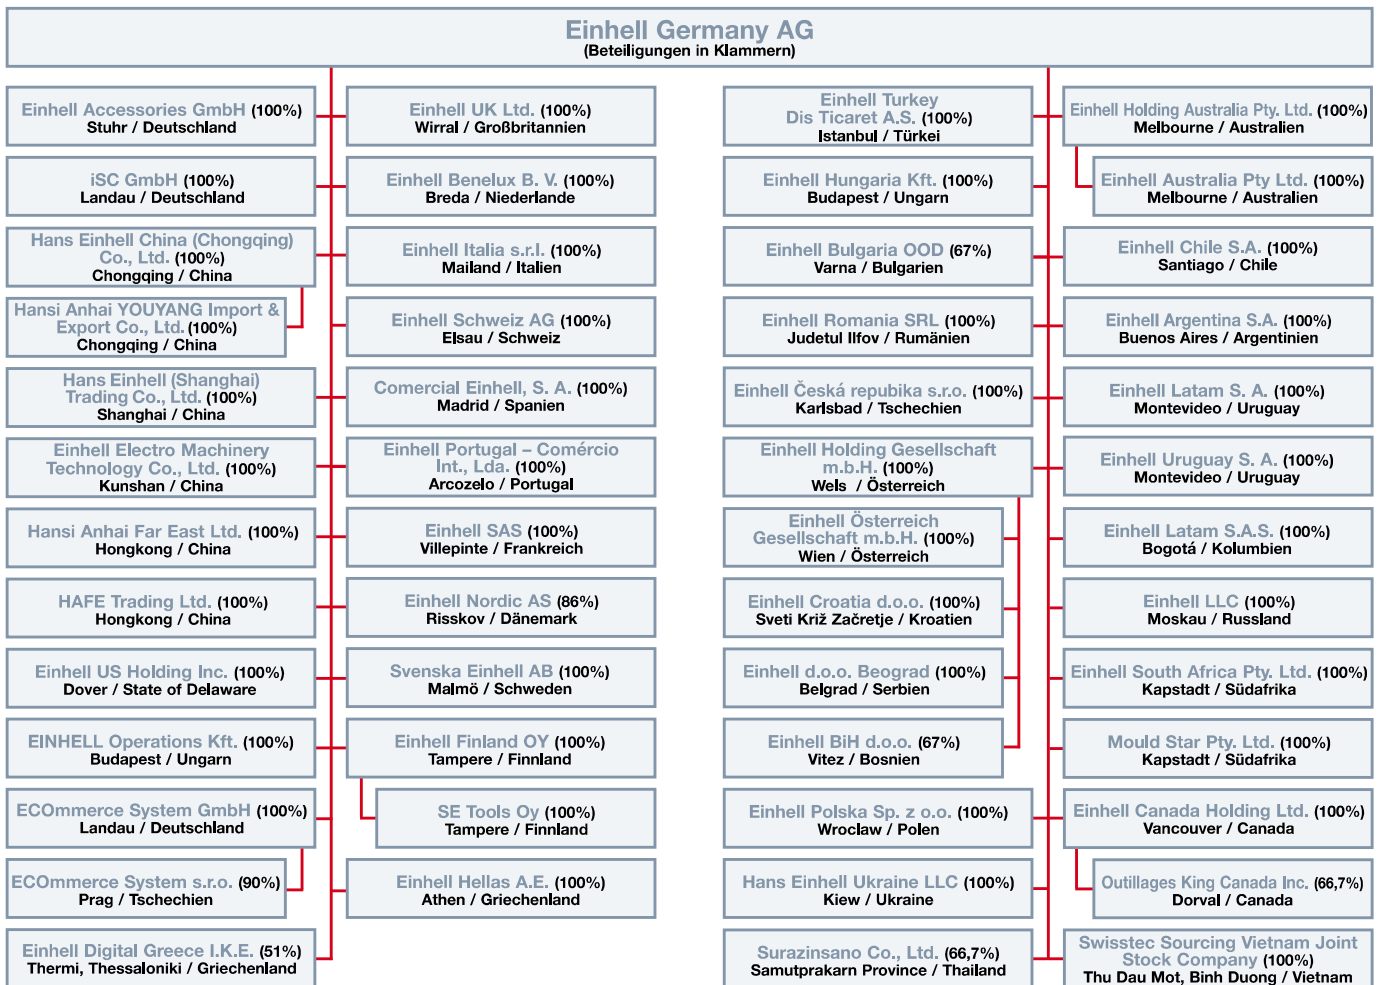 Einhell Germany AG
(Beteiligungen in Klammern)
Einhell Accessories GmbH (100%)
Stuhr / Deutschland
iSC GmbH (100%)
Landau / Deutschland
Hans Einhell China (Chongqing)
Co., Ltd. (100%)
Chongqing / China
Hansi Anhai YOUYANG Import &
Export Co., Ltd. (100%)
Chongqing / China
Hans Einhell (Shanghai)
Trading Co., Ltd. (100%)
Shanghai / China
Einhell Electro Machinery
Technology Co., Ltd. (100%)
Kunshan / China
Hansi Anhai Far East Ltd. (100%)
Hongkong / China
HAFE Trading Ltd. (100%)
Hongkong / China
Einhell US Holding Inc. (100%)
Dover / State of Delaware
EINHELL Operations Kft. (100%)
Budapest / Ungarn
ECOmmerce System GmbH (100%)
Landau / Deutschland
ECOmmerce System s.r.o. (90%)
Prag / Tschechien
Einhell Digital Greece I.K.E. (51%)
Thermi, Thessaloniki / Griechenland
Einhell UK Ltd. (100%)
Wirral / Großbritannien
Einhell Benelux B. V. (100%)
Breda / Niederlande
Einhell Italia s.r.l. (100%)
Mailand / Italien
Einhell Schweiz AG (100%)
Elsau / Schweiz
Comercial Einhell, S. A. (100%)
Madrid / Spanien
Einhell Portugal – Comércio
Int., Lda. (100%)
Arcozelo / Portugal
Einhell SAS (100%)
Villepinte / Frankreich
Einhell Nordic AS (86%)
Risskov / Dänemark
Svenska Einhell AB (100%)
Malmö / Schweden
Einhell Finland OY (100%)
Tampere / Finnland
SE Tools Oy (100%)
Tampere / Finnland
Einhell Hellas A.E. (100%)
Athen / Griechenland
Einhell Turkey
Dis Ticaret A.S. (100%)
Istanbul / Türkei
Einhell Hungaria Kft. (100%)
Budapest / Ungarn
Einhell Bulgaria OOD (67%)
Varna / Bulgarien
Einhell Romania SRL (100%)
Judetul Ilfov / Rumänien
Einhell Česká repubika s.r.o. (100%)
Karlsbad / Tschechien
Einhell Holding Gesellschaft
m.b.H. (100%)
Wels / Österreich
Einhell Österreich
Gesellschaft m.b.H. (100%)
Wien / Österreich
Einhell Croatia d.o.o. (100%)
Sveti Križ Začretje / Kroatien
Einhell d.o.o. Beograd (100%)
Belgrad / Serbien
Einhell BiH d.o.o. (67%)
Vitez / Bosnien
Einhell Polska Sp. z o.o. (100%)
Wroclaw / Polen
Hans Einhell Ukraine LLC (100%)
Kiew / Ukraine
Surazinsano Co., Ltd. (66,7%)
Samutprakarn Province / Thailand
Einhell Holding Australia Pty. Ltd. (100%)
Melbourne / Australien
Einhell Australia Pty Ltd. (100%)
Melbourne / Australien
Einhell Chile S.A. (100%)
Santiago / Chile
Einhell Argentina S.A. (100%)
Buenos Aires / Argentinien
Einhell Latam S. A. (100%)
Montevideo / Uruguay
Einhell Uruguay S. A. (100%)
Montevideo / Uruguay
Einhell Latam S.A.S. (100%)
Bogotá / Kolumbien
Einhell LLC (100%)
Moskau / Russland
Einhell South Africa Pty. Ltd. (100%)
Kapstadt / Südafrika
Mould Star Pty. Ltd. (100%)
Kapstadt / Südafrika
Einhell Canada Holding Ltd. (100%)
Vancouver / Canada
Outillages King Canada Inc. (66,7%)
Dorval / Canada
Swisstec Sourcing Vietnam Joint
Stock Company (100%)
Thu Dau Mot, Binh Duong / Vietnam